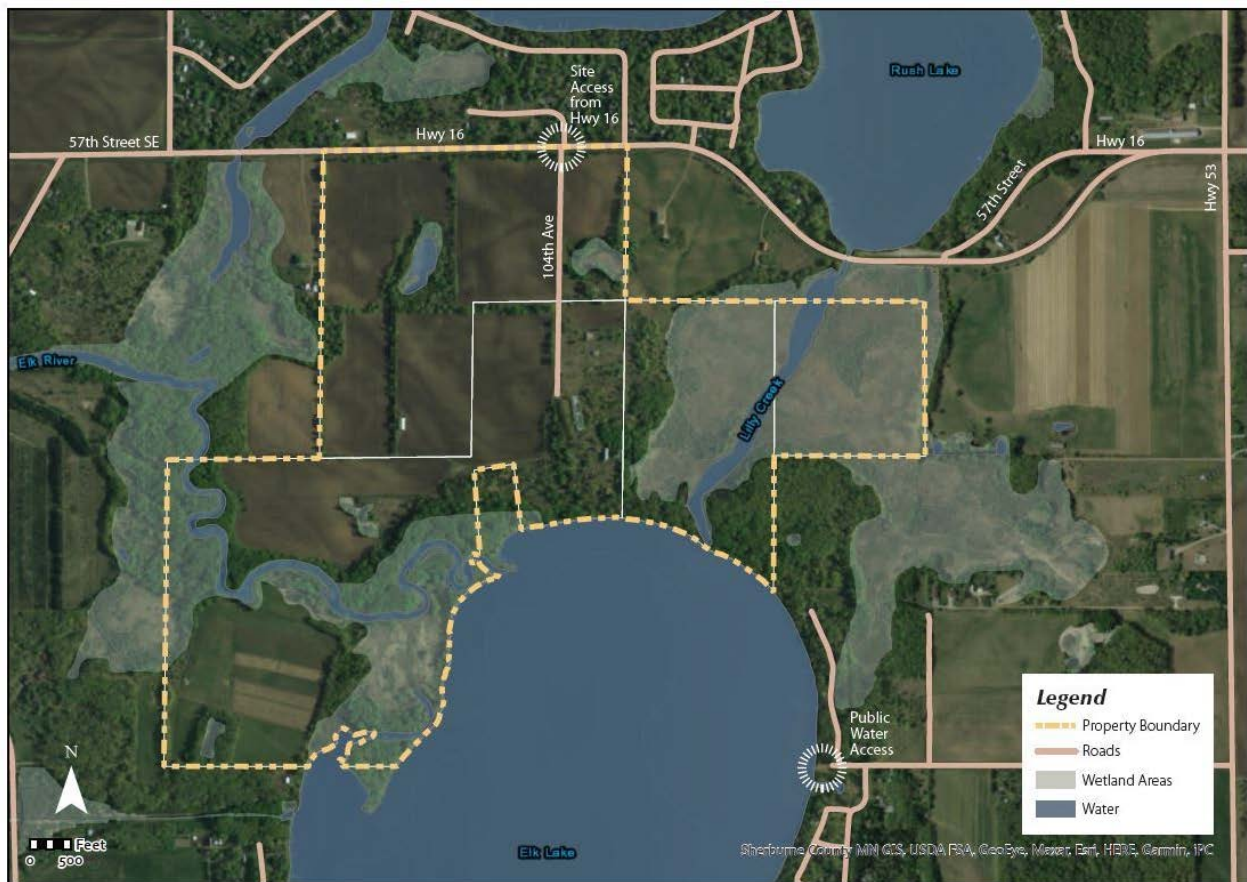 Rush Lake
Site
Access
from
Hwy 16
57th Street SE
Hwy 16
Hwy 16
57th Street
Hwy 53
104th Ave
Elk River
Lilly Creek
Public
Water
Access
Legend
Property Boundary
Roads
Wetland Areas
Water
N
Feet
0 500
Elk Lake
Sherburne County MN GIS, USDA FSA, GeoEye, Maxar, Esri, HERE, Garmin, iPC